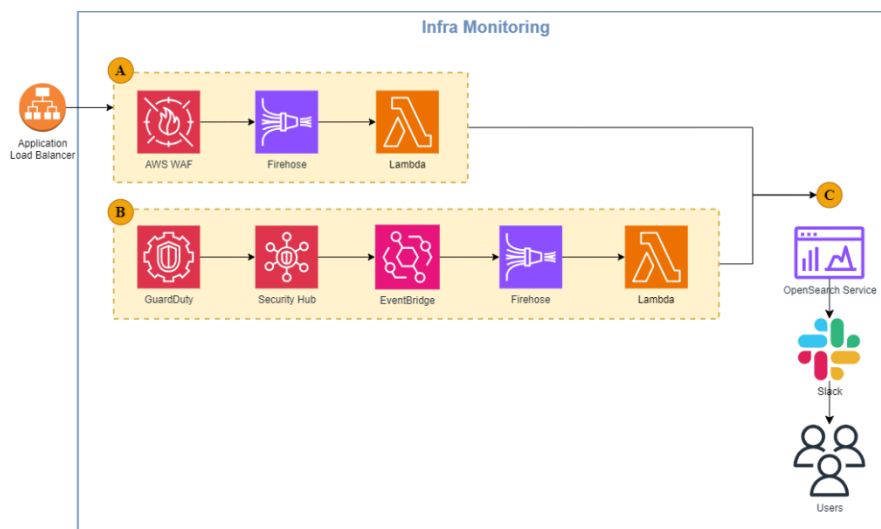 Infra Monitoring
A
Application
Load Balancer
AWS WAF
Firehose
Lambda
B
GuardDuty
Security Hub
EventBridge
Firehose
Lambda
C
OpenSearch Service
Slack
Users